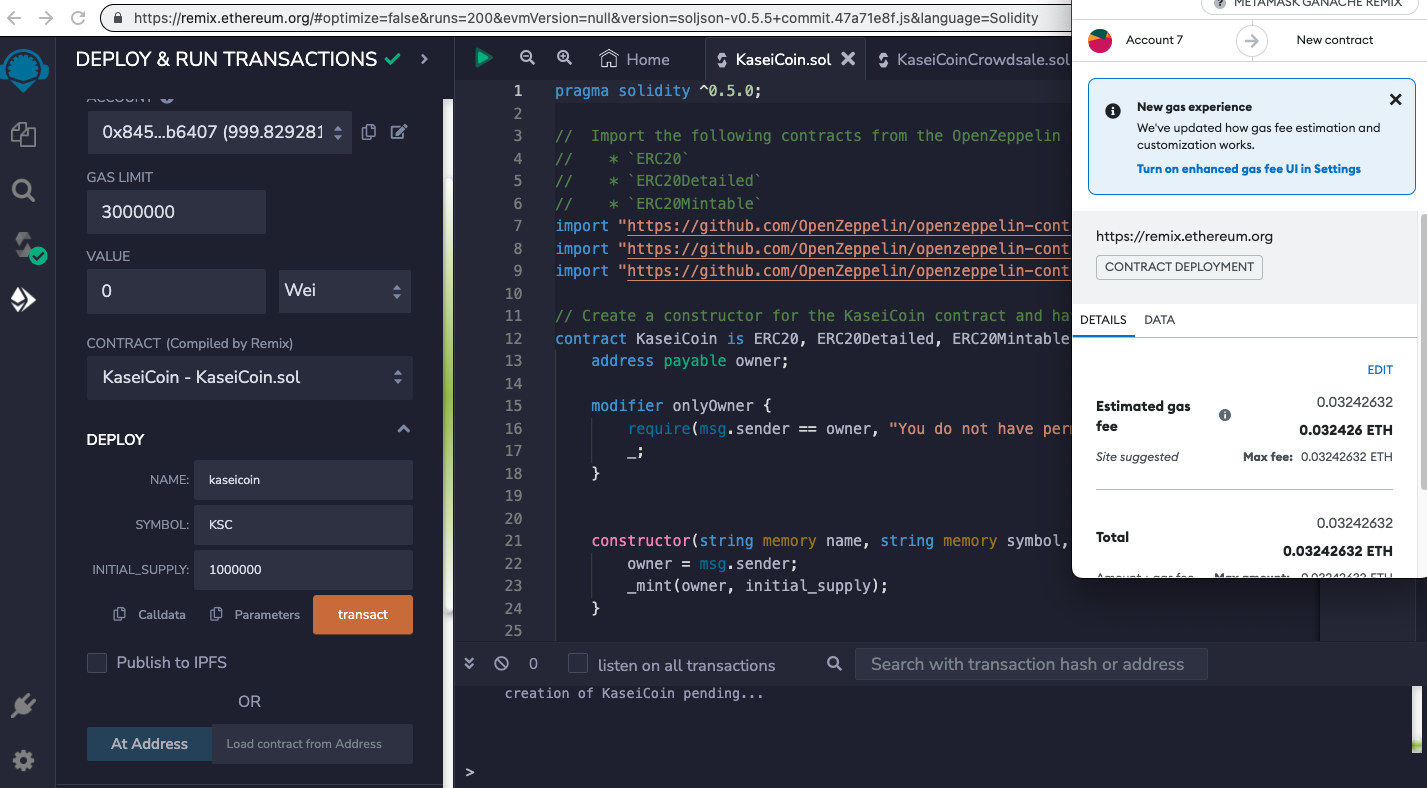 https://remix.ethereum.org/#optimize=false&runs=200&evmVersion=null&version=soljson-v0.5.5+commit.47a71e8f.js&language=Solidity
DEPLOY & RUN TRANSACTIONS
ACCOUNT
0x845...b6407 (999.829281
GAS LIMIT
3000000
VALUE
0
Wei
CONTRACT (Compiled by Remix)
KaseiCoin - KaseiCoin.sol
DEPLOY
NAME: kaseicoin
SYMBOL: KSC
INITIAL_SUPPLY: 1000000
Calldata Parameters transact
Publish to IPFS
OR
At Address Load contract from Address
Home KaseiCoin.sol KaseiCoinCrowdsale.sol
1 pragma solidity ^0.5.0;
2
3 //  Import the following contracts from the OpenZeppelin
4 //    * `ERC20`
5 //    * `ERC20Detailed`
6 //    * `ERC20Mintable`
7 import "https://github.com/OpenZeppelin/openzeppelin-cont
8 import "https://github.com/OpenZeppelin/openzeppelin-cont
9 import "https://github.com/OpenZeppelin/openzeppelin-cont
10
11 // Create a constructor for the KaseiCoin contract and ha
12 contract KaseiCoin is ERC20, ERC20Detailed, ERC20Mintable
13 address payable owner;
14
15 modifier onlyOwner {
16 require(msg.sender == owner, "You do not have per
17 _;
18 }
19
20
21 constructor(string memory name, string memory symbol,
22 owner = msg.sender;
23 _mint(owner, initial_supply);
24 }
25
0 listen on all transactions Search with transaction hash or address
creation of KaseiCoin pending...
>
METAMASK GANACHE REMIX
Account 7 New contract
New gas experience
We've updated how gas fee estimation and
customization works.
Turn on enhanced gas fee UI in Settings
https://remix.ethereum.org
CONTRACT DEPLOYMENT
DETAILS DATA
EDIT
Estimated gas
fee
0.03242632
0.032426 ETH
Site suggested Max fee: 0.03242632 ETH
0.03242632
Total
0.03242632 ETH
Amount + gas fee Max amount: 0.03242632 ETH